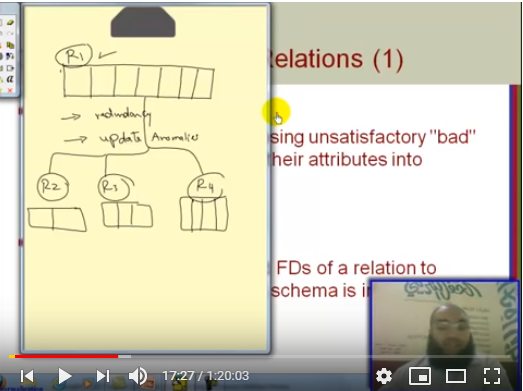 R1
elations (1)
→ redundancy
→ update Anomalies
sing unsatisfactory "bad"
heir attributes into
R2 R3 R4
FDs of a relation to
schema is i
17:27 / 1:20:03